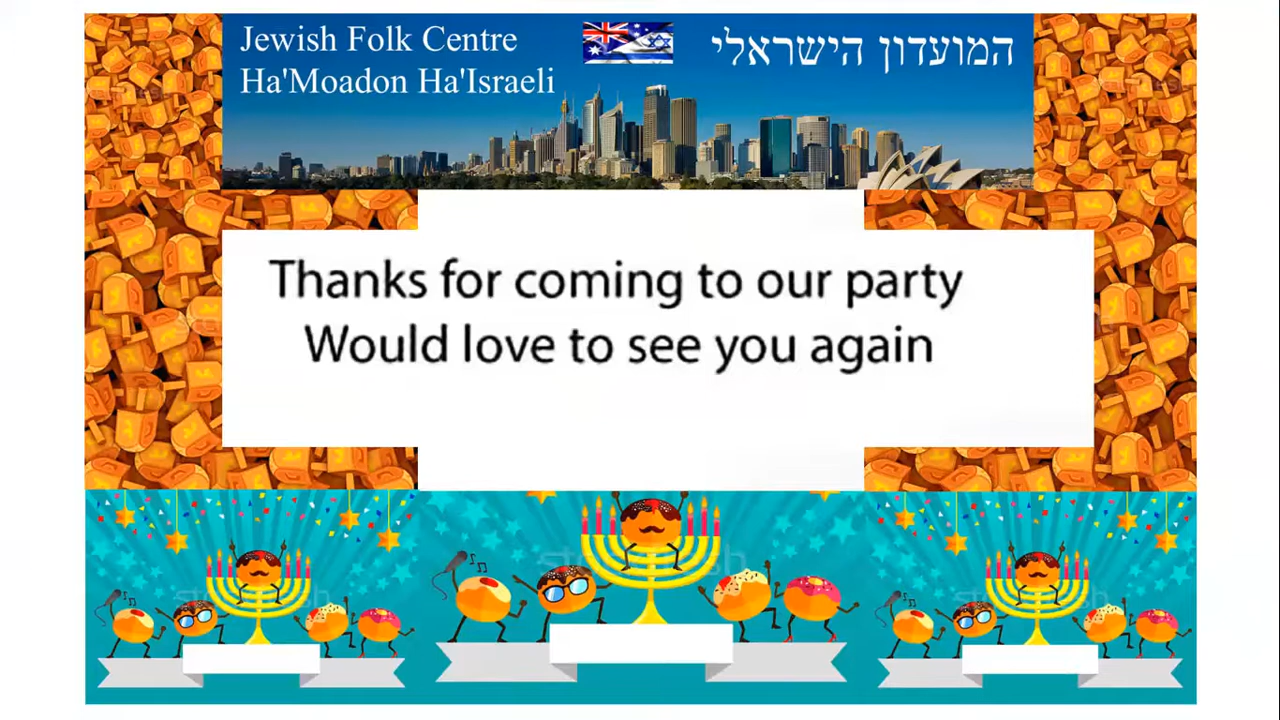 Jewish Folk Centre
Ha'Moadon Ha'Israeli
המועדון הישראלי
Thanks for coming to our party
Would love to see you again